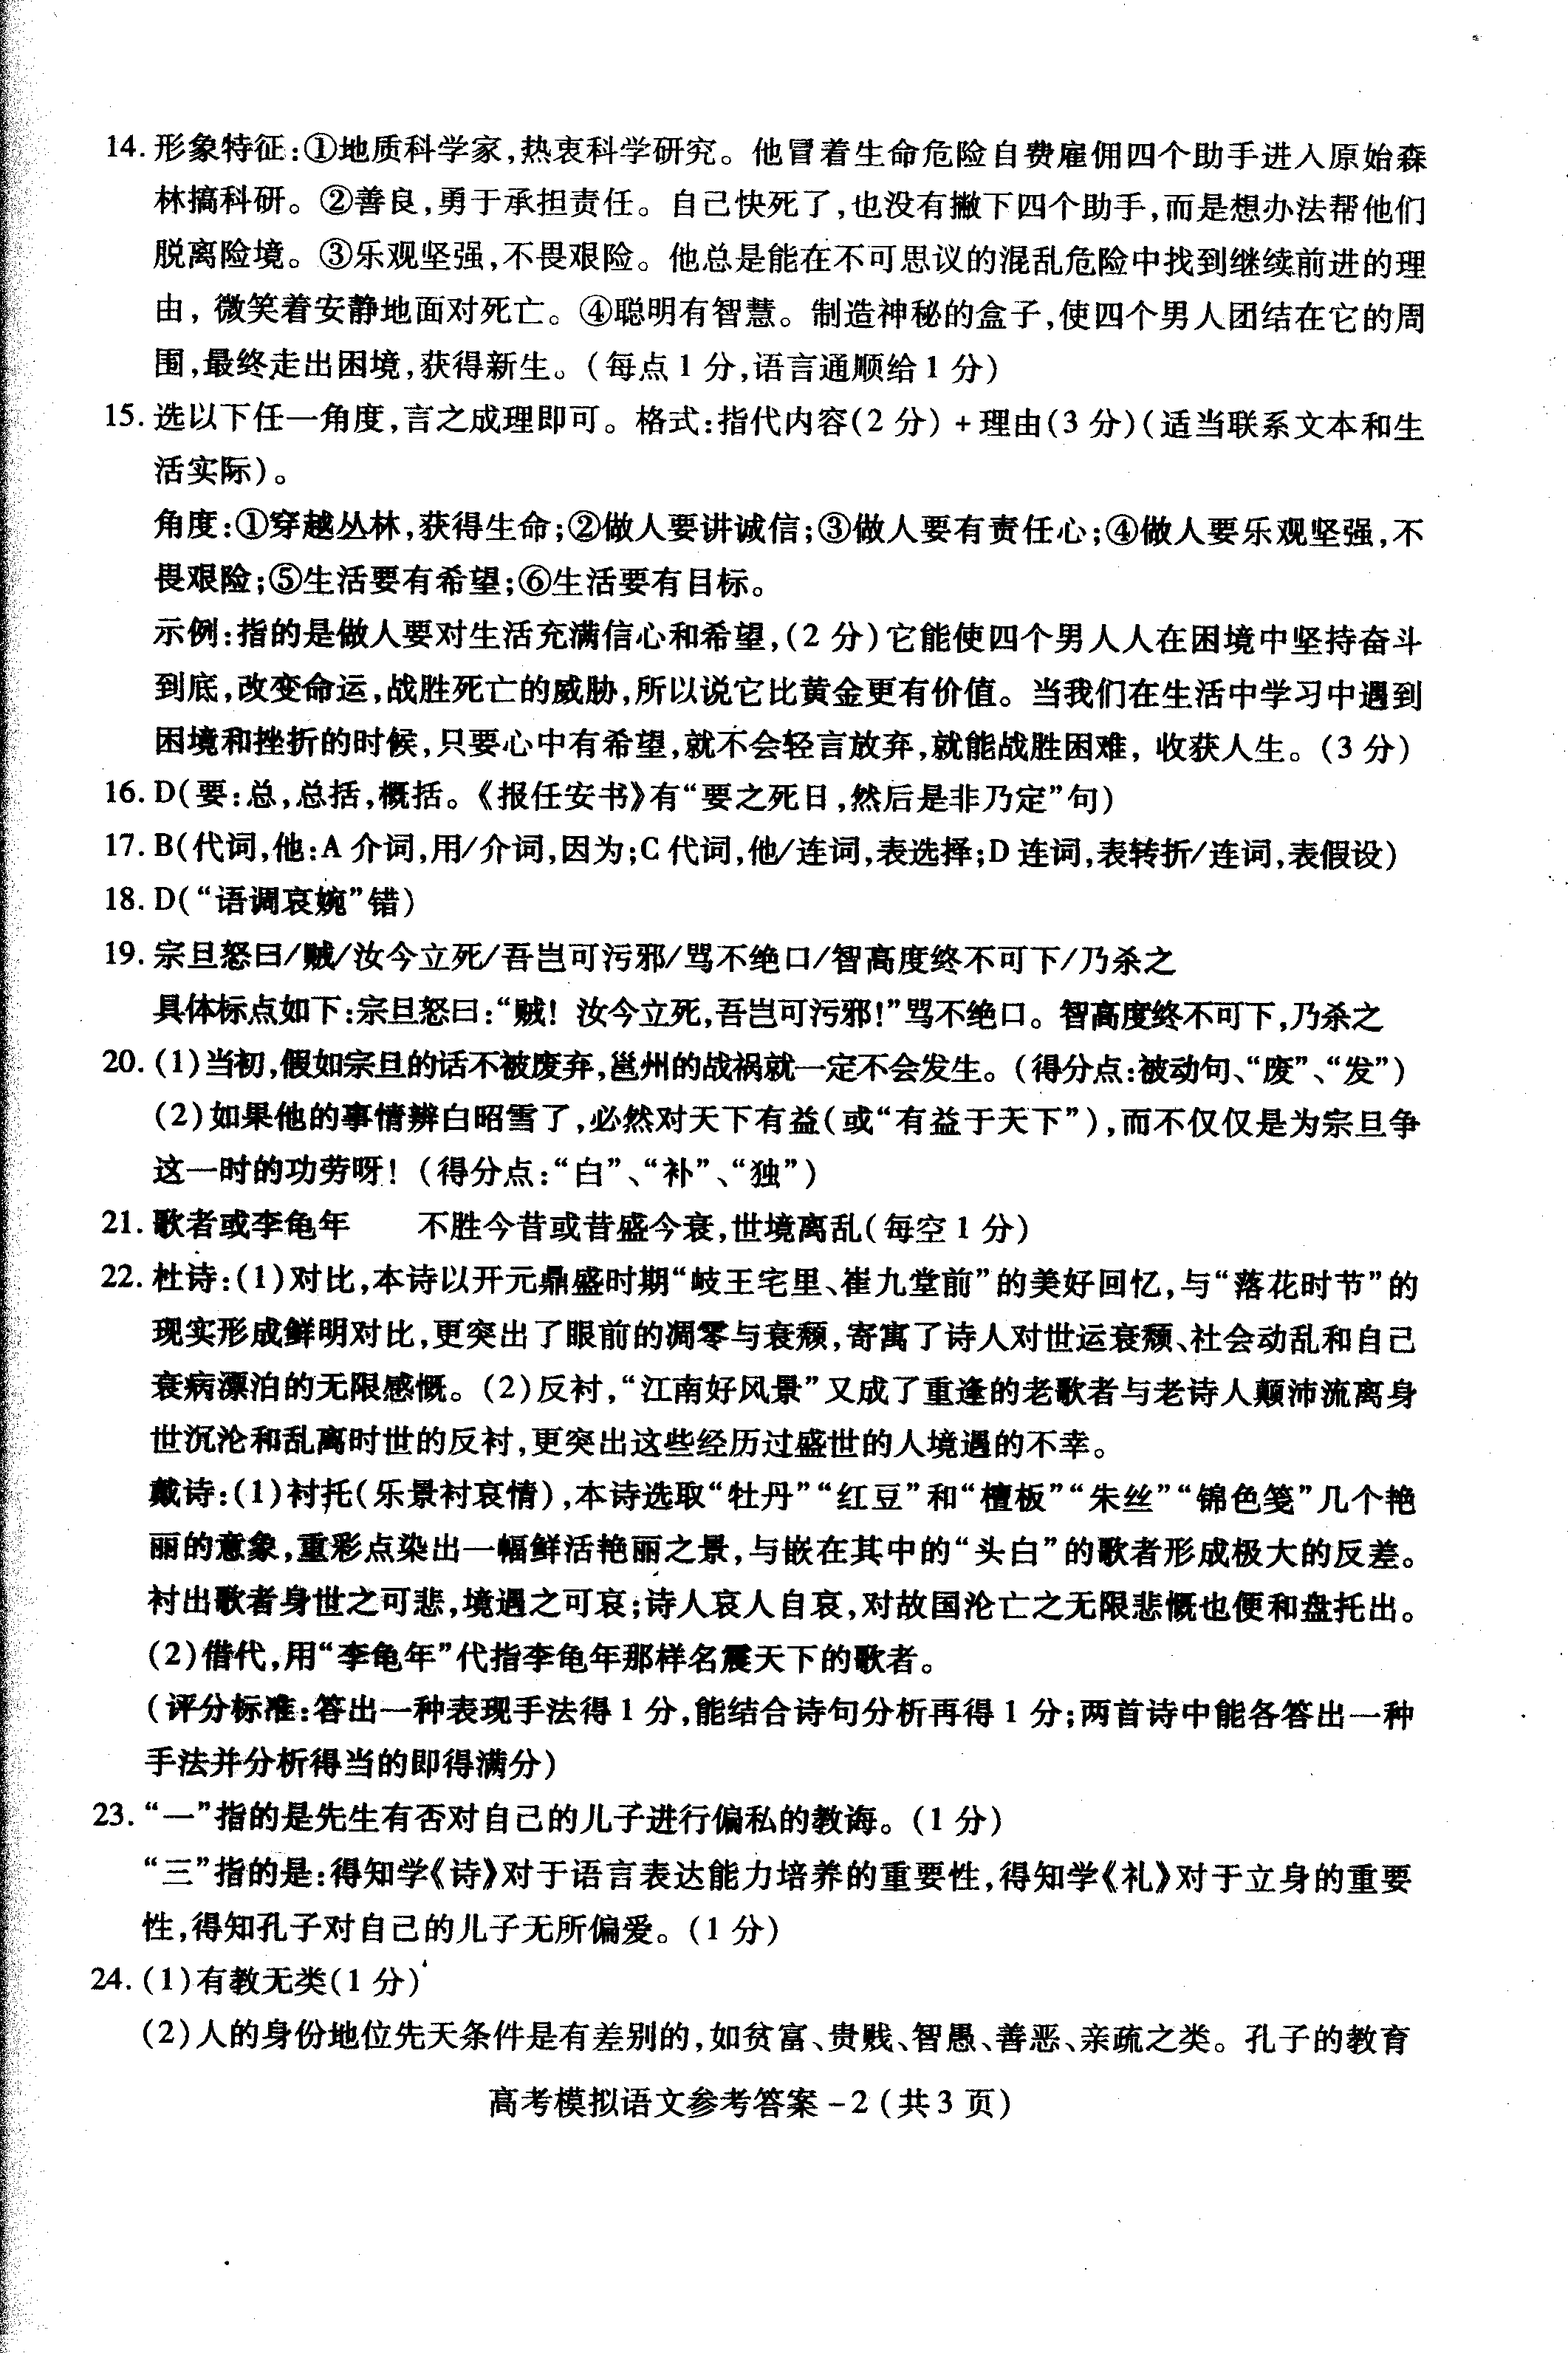 14. 形象特征:①地质科学家,热衷科学研究。他冒着生命危险自费雇佣四个助手进入原始森
林搞科研。②善良,勇于承担责任。自己快死了,也没有撇下四个助手,而是想办法帮他们
脱离险境。③乐观坚强,不畏艰险。他总是能在不可思议的混乱危险中找到继续前进的理
由,微笑着安静地面对死亡。④聪明有智慧。制造神秘的盒子,使四个男人团结在它的周
围,最终走出困境,获得新生。(每点1分,语言通顺给1分)
15. 选以下任一角度,言之成理即可。格式:指代内容(2分)+理由(3分)(适当联系文本和生
活实际)。
角度:①穿越丛林,获得生命;②做人要讲诚信;③做人要有责任心;④做人要乐观坚强,不
畏艰险;⑤生活要有希望;⑥生活要有目标。
示例:指的是做人要对生活充满信心和希望,(2分)它能使四个男人人在困境中坚持奋斗
到底,改变命运,战胜死亡的威胁,所以说它比黄金更有价值。当我们在生活中学习中遇到
困境和挫折的时候,只要心中有希望,就不会轻言放弃,就能战胜困难,收获人生。(3分)
16. D(要:总,总括,概括。《报任安书》有“要之死日,然后是非乃定”句)
17. B(代词,他:A介词,用/介词,因为;C代词,他/连词,表选择;D连词,表转折/连词,表假设)
18. D(“语调哀婉”错)
19. 宗旦怒曰/贼/汝今立死/吾岂可污邪/骂不绝口/智高度终不可下/乃杀之
具体标点如下:宗旦怒曰:“贼!汝今立死,吾岂可污邪!”骂不绝口。智高度终不可下,乃杀之
20. (1)当初,假如宗旦的话不被废弃,邕州的战祸就一定不会发生。(得分点:被动句、“废”、“发”)
(2)如果他的事情辨白昭雪了,必然对天下有益(或“有益于天下”),而不仅仅是为宗旦争
这一时的功劳呀!(得分点:“白”、“补”、“独”)
21. 歌者或李龟年 不胜今昔或昔盛今衰,世境离乱(每空1分)
22. 杜诗:(1)对比,本诗以开元鼎盛时期“岐王宅里、崔九堂前”的美好回忆,与“落花时节”的
现实形成鲜明对比,更突出了眼前的凋零与衰颓,寄寓了诗人对世运衰颓、社会动乱和自己
衰病漂泊的无限感慨。(2)反衬,“江南好风景”又成了重逢的老歌者与老诗人颠沛流离身
世沉沦和乱离时世的反衬,更突出这些经历过盛世的人境遇的不幸。
戴诗:(1)衬托(乐景衬哀情),本诗选取“牡丹”“红豆”和“檀板”“朱丝”“锦色笺”几个艳
丽的意象,重彩点染出一幅鲜活艳丽之景,与嵌在其中的“头白”的歌者形成极大的反差。
衬出歌者身世之可悲,境遇之可哀;诗人哀人自哀,对故国沦亡之无限悲慨也便和盘托出。
(2)借代,用“李龟年”代指李龟年那样名震天下的歌者。
(评分标准:答出一种表现手法得1分,能结合诗句分析再得1分;两首诗中能各答出一种
手法并分析得当的即得满分)
23. “一”指的是先生有否对自己的儿子进行偏私的教诲。(1分)
“三”指的是:得知学《诗》对于语言表达能力培养的重要性,得知学《礼》对于立身的重要
性,得知孔子对自己的儿子无所偏爱。(1分)
24. (1)有教无类(1分)
(2)人的身份地位先天条件是有差别的,如贫富、贵贱、智愚、善恶、亲疏之类。孔子的教育
高考模拟语文参考答案-2(共3页)